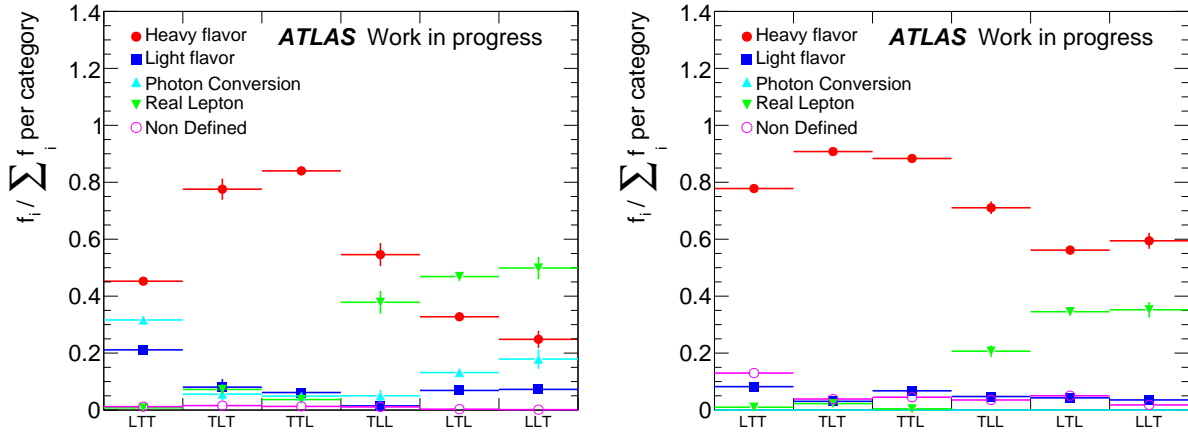 f_i / ∑ f_i per category
1.4
1.2
1
0.8
0.6
0.4
0.2
0
ATLAS Work in progress
Heavy flavor
Light flavor
Photon Conversion
Real Lepton
Non Defined
LTT TLT TTL TLL LTL LLT
f_i / ∑ f_i per category
1.4
1.2
1
0.8
0.6
0.4
0.2
0
ATLAS Work in progress
Heavy flavor
Light flavor
Photon Conversion
Real Lepton
Non Defined
LTT TLT TTL TLL LTL LLT